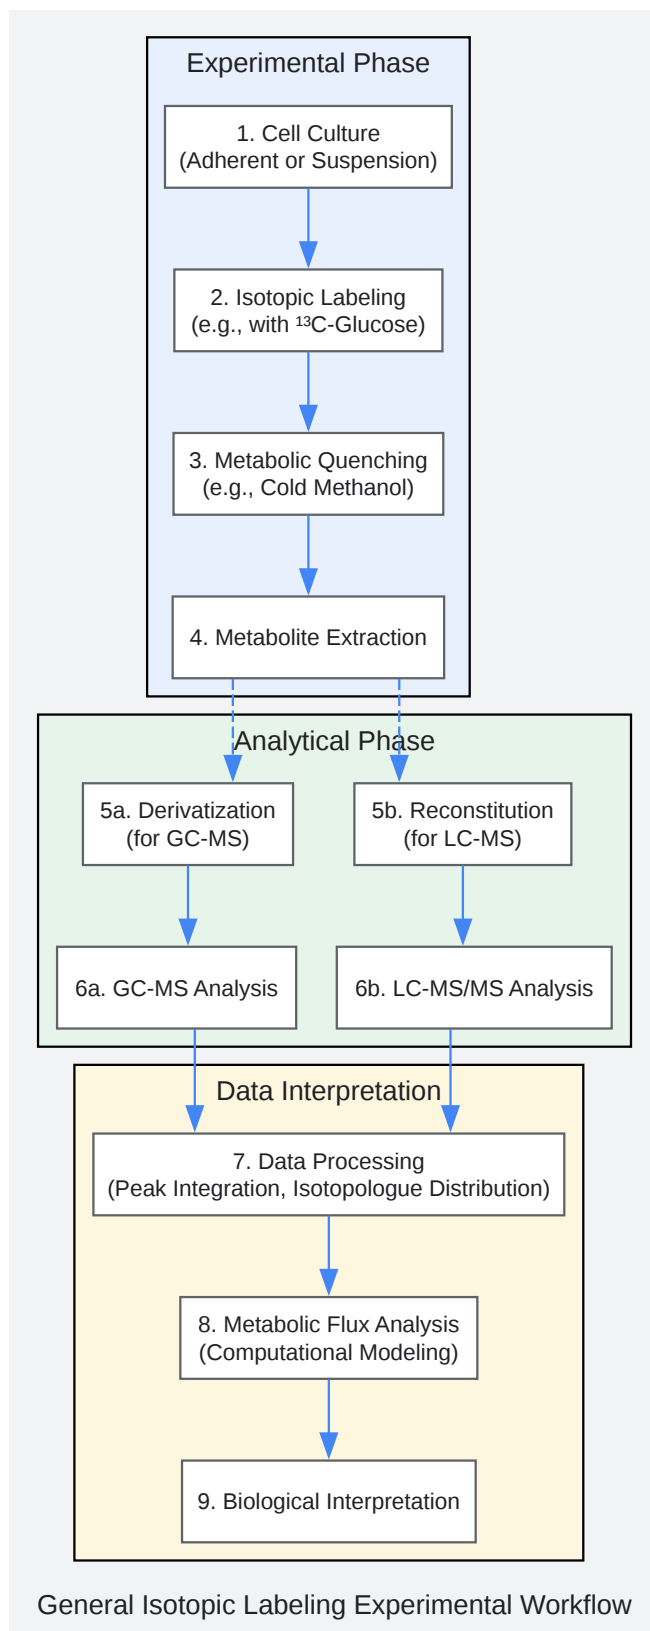 Experimental Phase
1. Cell Culture
(Adherent or Suspension)
2. Isotopic Labeling
(e.g., with ¹³C-Glucose)
3. Metabolic Quenching
(e.g., Cold Methanol)
4. Metabolite Extraction
Analytical Phase
5a. Derivatization
(for GC-MS)
5b. Reconstitution
(for LC-MS)
6a. GC-MS Analysis
6b. LC-MS/MS Analysis
Data Interpretation
7. Data Processing
(Peak Integration, Isotopologue Distribution)
8. Metabolic Flux Analysis
(Computational Modeling)
9. Biological Interpretation
General Isotopic Labeling Experimental Workflow